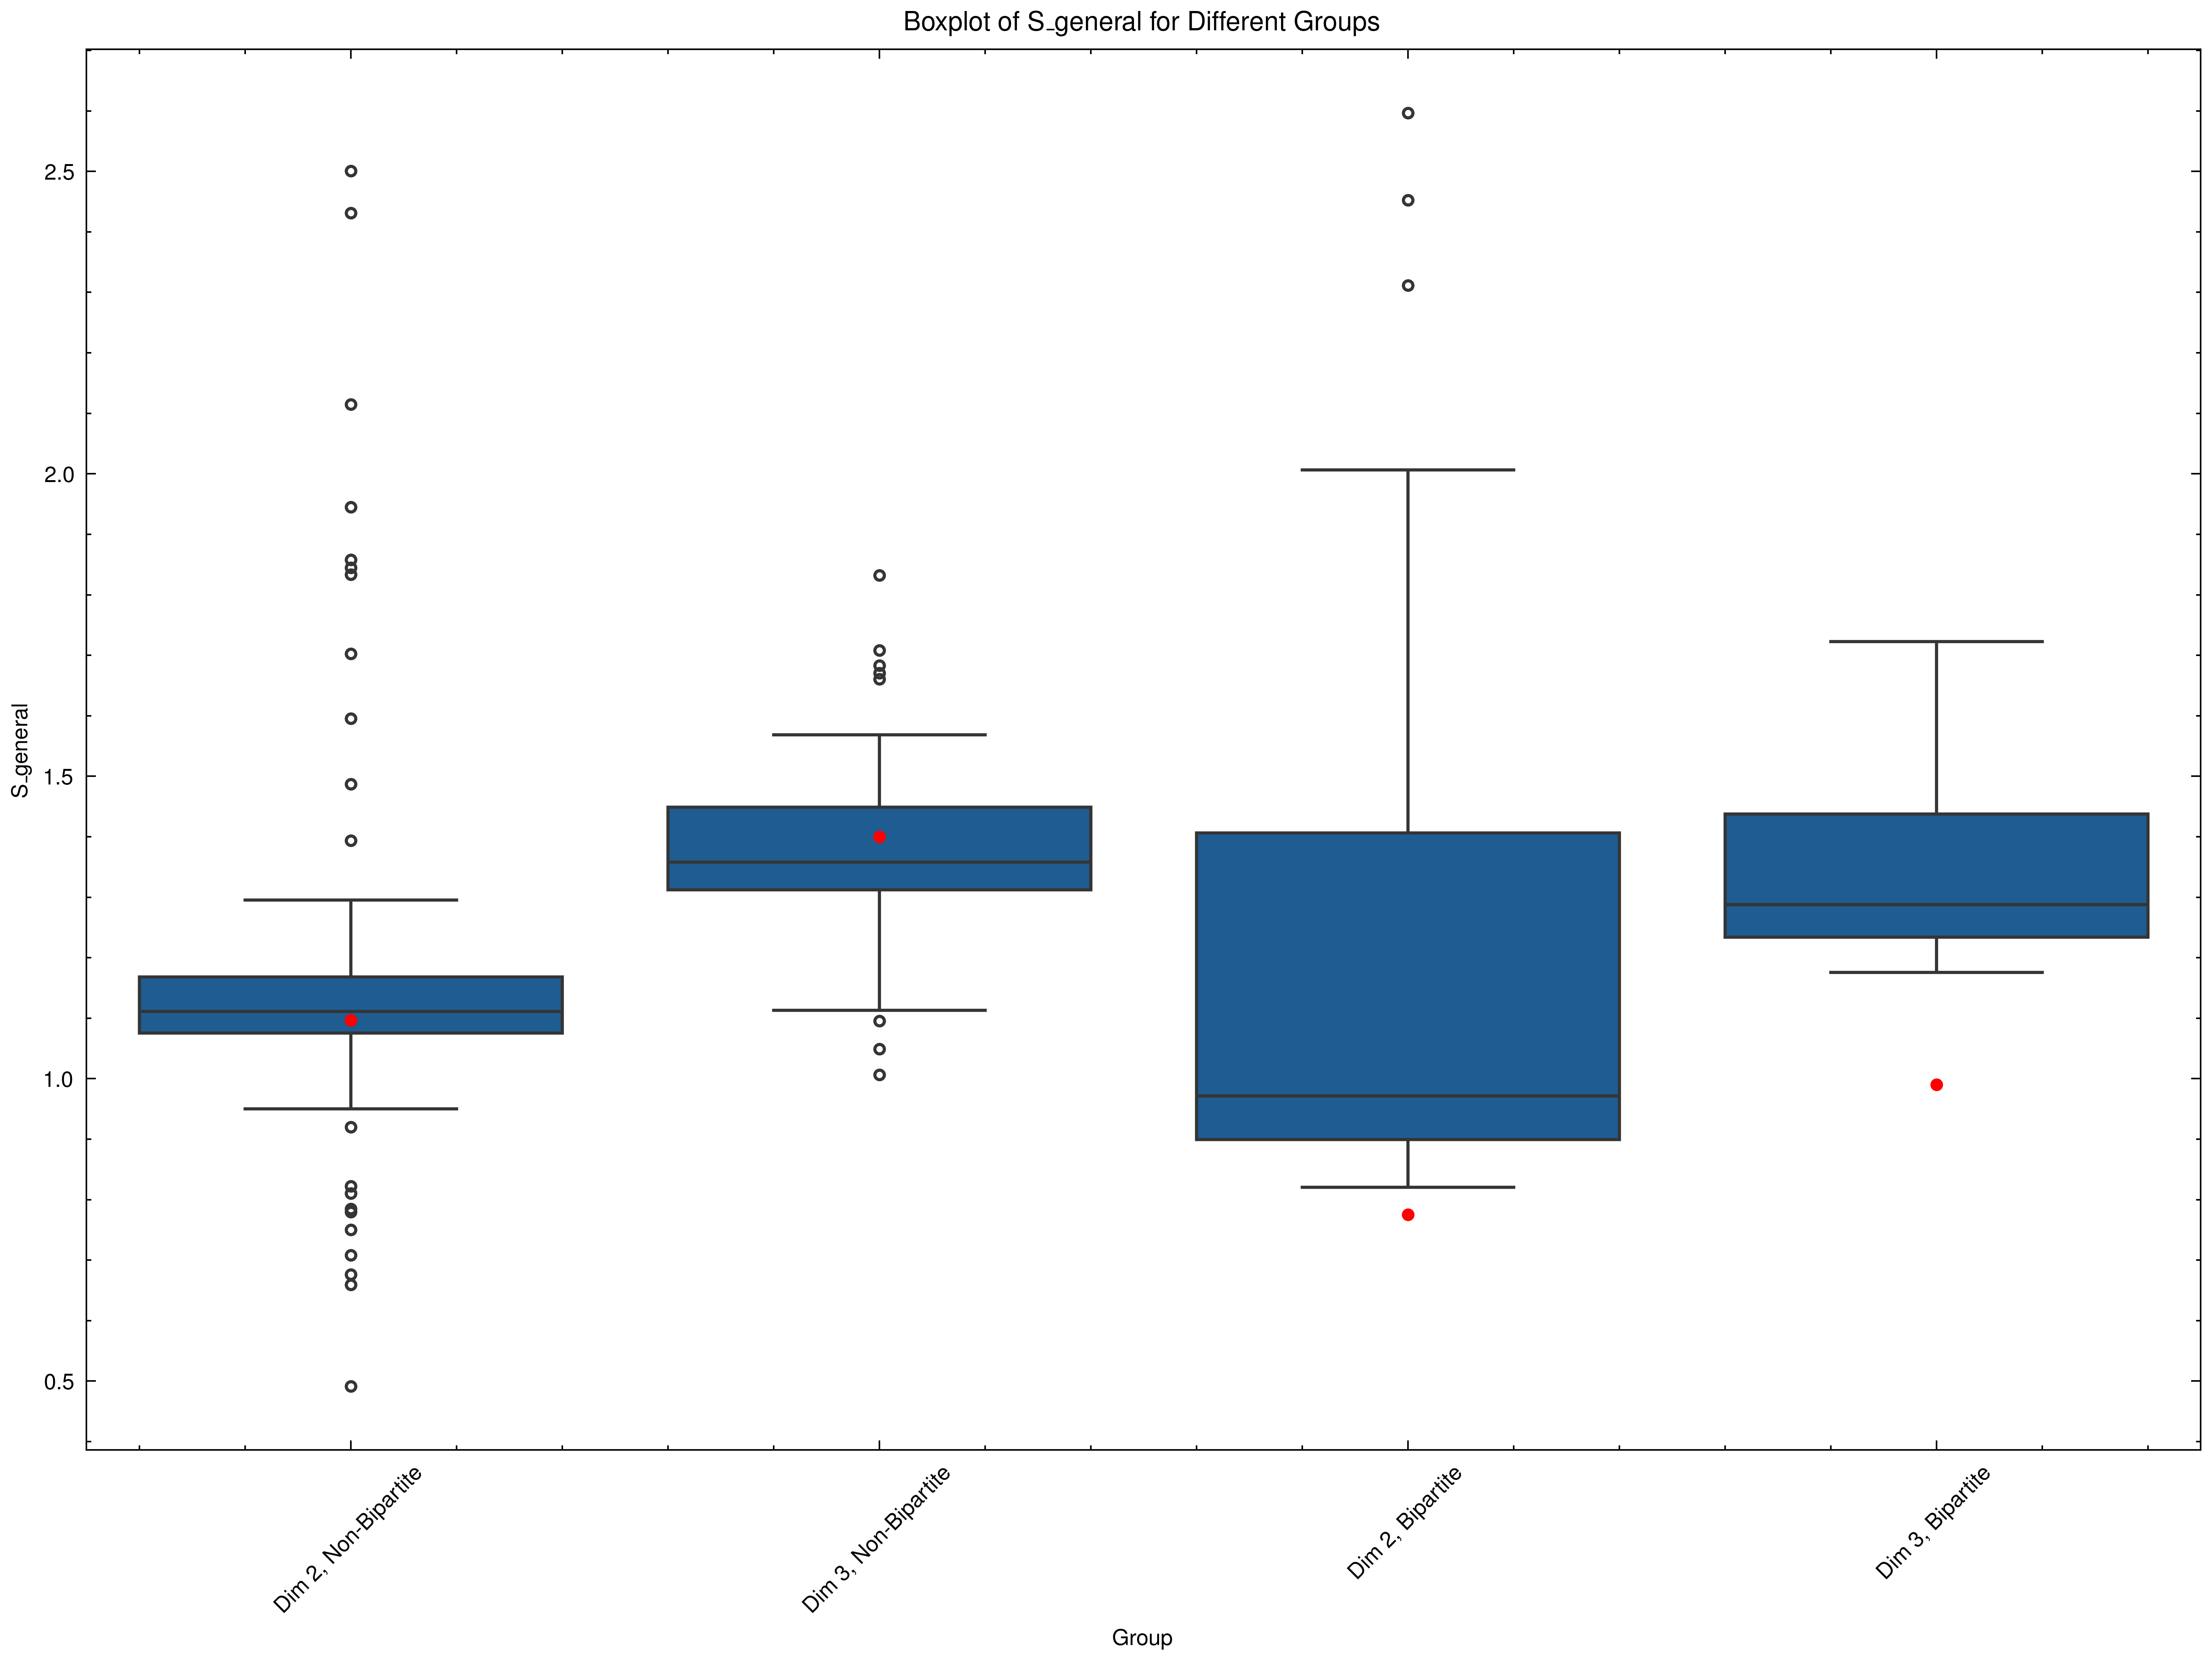 Boxplot of S_general for Different Groups
2.5
2.0
1.5
1.0
0.5
S_general
Dim 2, Non-Bipartite
Dim 3, Non-Bipartite
Dim 2, Bipartite
Dim 3, Bipartite
Group